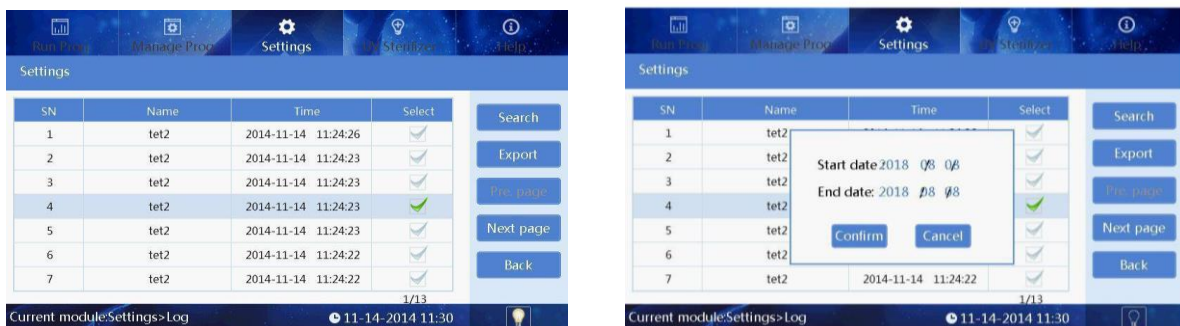 Run Prog. Manage Prog. Settings UV Sterilizer Help
Settings
SN Name Time Select
1 tet2 2014-11-14 11:24:26
2 tet2 2014-11-14 11:24:23
3 tet2 2014-11-14 11:24:23
4 tet2 2014-11-14 11:24:23
5 tet2 2014-11-14 11:24:23
6 tet2 2014-11-14 11:24:22
7 tet2 2014-11-14 11:24:22
Search
Export
Pre. page
Next page
Back
1/13
Current module:Settings>Log 11-14-2014 11:30
Run Prog. Manage Prog. Settings UV Sterilizer Help
Settings
SN Name Time Select
1 tet2
2 tet2
3 tet2
4 tet2
5 tet2
6 tet2
7 tet2 2014-11-14 11:24:22
Start date 2018 08 08
End date: 2018 08 08
Confirm Cancel
Search
Export
Pre. page
Next page
Back
1/13
Current module:Settings>Log 11-14-2014 11:30